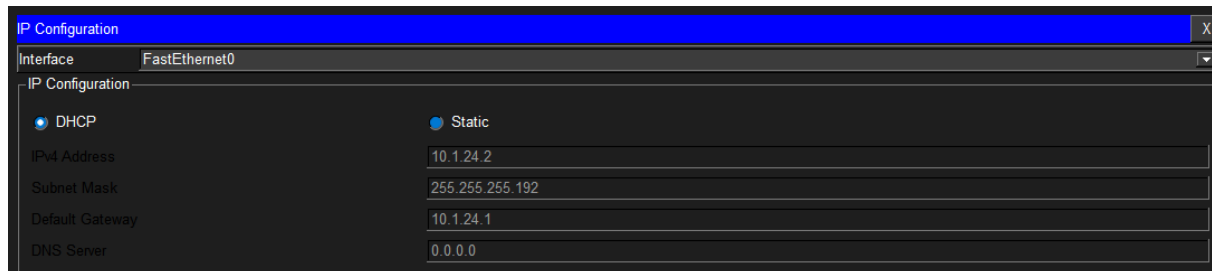 IP Configuration X
Interface FastEthernet0
IP Configuration
DHCP Static
IPv4 Address 10.1.24.2
Subnet Mask 255.255.255.192
Default Gateway 10.1.24.1
DNS Server 0.0.0.0